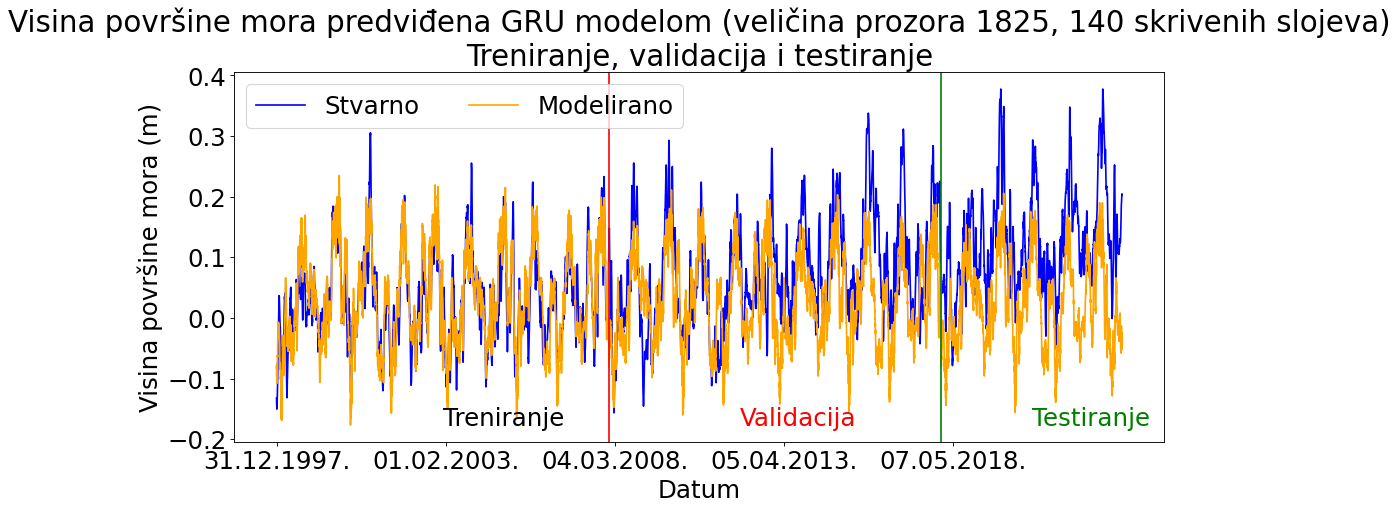 Visina površine mora predviđena GRU modelom (veličina prozora 1825, 140 skrivenih slojeva)
Treniranje, validacija i testiranje
Stvarno
Modelirano
Visina površine mora (m)
0.4
0.3
0.2
0.1
0.0
−0.1
−0.2
Treniranje
Validacija
Testiranje
31.12.1997.
01.02.2003.
04.03.2008.
05.04.2013.
07.05.2018.
Datum